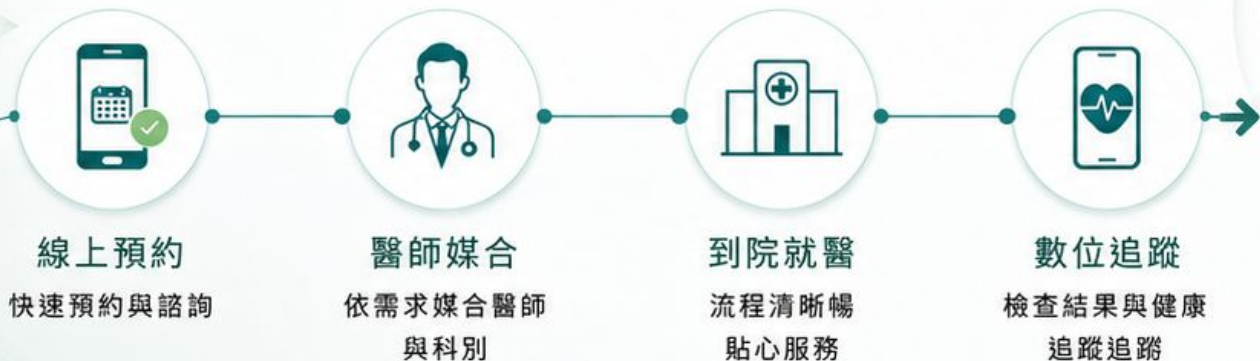 線上預約
快速預約與諮詢
醫師媒合
依需求媒合醫師
與科別
到院就醫
流程清晰暢
貼心服務
數位追蹤
檢查結果與健康
追蹤追蹤